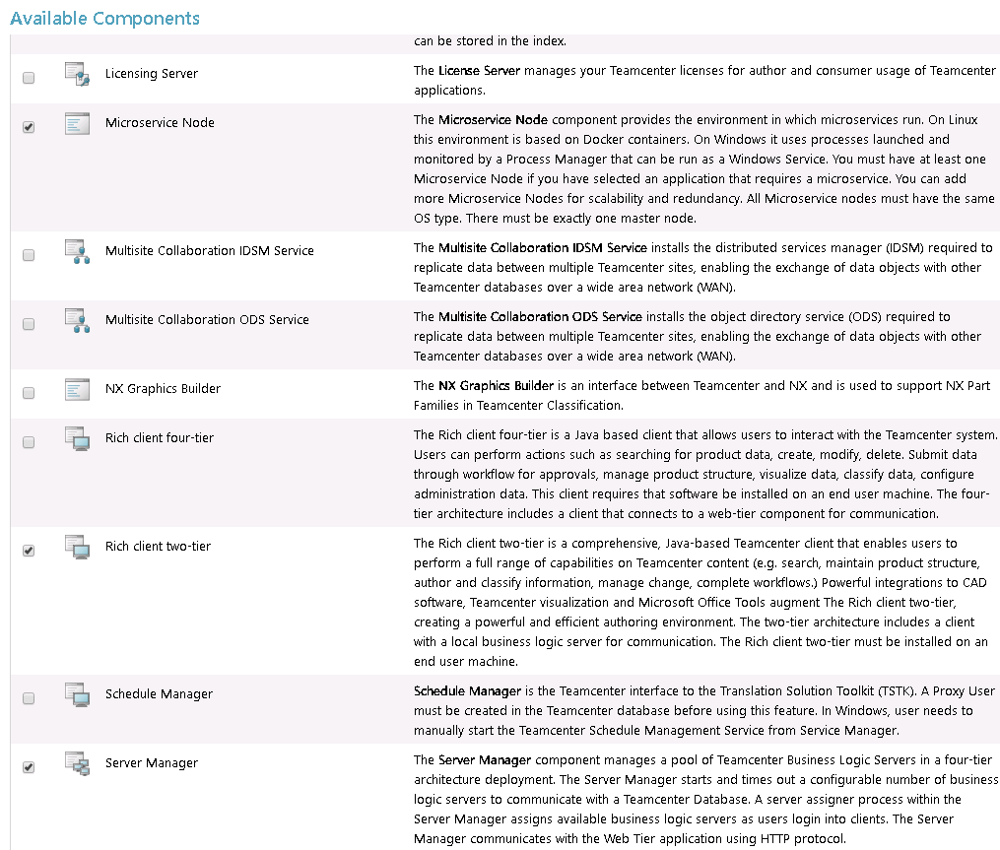 Available Components
can be stored in the index.
Licensing Server
The License Server manages your Teamcenter licenses for author and consumer usage of Teamcenter
applications.
Microservice Node
The Microservice Node component provides the environment in which microservices run. On Linux
this environment is based on Docker containers. On Windows it uses processes launched and
monitored by a Process Manager that can be run as a Windows Service. You must have at least one
Microservice Node if you have selected an application that requires a microservice. You can add
more Microservice Nodes for scalability and redundancy. All Microservice nodes must have the same
OS type. There must be exactly one master node.
Multisite Collaboration IDSM Service
The Multisite Collaboration IDSM Service installs the distributed services manager (IDSM) required to
replicate data between multiple Teamcenter sites, enabling the exchange of data objects with other
Teamcenter databases over a wide area network (WAN).
Multisite Collaboration ODS Service
The Multisite Collaboration ODS Service installs the object directory service (ODS) required to
replicate data between multiple Teamcenter sites, enabling the exchange of data objects with other
Teamcenter databases over a wide area network (WAN).
NX Graphics Builder
The NX Graphics Builder is an interface between Teamcenter and NX and is used to support NX Part
Families in Teamcenter Classification.
Rich client four-tier
The Rich client four-tier is a Java based client that allows users to interact with the Teamcenter system.
Users can perform actions such as searching for product data, create, modify, delete. Submit data
through workflow for approvals, manage product structure, visualize data, classify data, configure
administration data. This client requires that software be installed on an end user machine. The four-
tier architecture includes a client that connects to a web-tier component for communication.
Rich client two-tier
The Rich client two-tier is a comprehensive, Java-based Teamcenter client that enables users to
perform a full range of capabilities on Teamcenter content (e.g. search, maintain product structure,
author and classify information, manage change, complete workflows.) Powerful integrations to CAD
software, Teamcenter visualization and Microsoft Office Tools augment The Rich client two-tier,
creating a powerful and efficient authoring environment. The two-tier architecture includes a client
with a local business logic server for communication. The Rich client two-tier must be installed on an
end user machine.
Schedule Manager
Schedule Manager is the Teamcenter interface to the Translation Solution Toolkit (TSTK). A Proxy User
must be created in the Teamcenter database before using this feature. In Windows, user needs to
manually start the Teamcenter Schedule Management Service from Service Manager.
Server Manager
The Server Manager component manages a pool of Teamcenter Business Logic Servers in a four-tier
architecture deployment. The Server Manager starts and times out a configurable number of business
logic servers to communicate with a Teamcenter Database. A server assigner process within the
Server Manager assigns available business logic servers as users login into clients. The Server
Manager communicates with the Web Tier application using HTTP protocol.